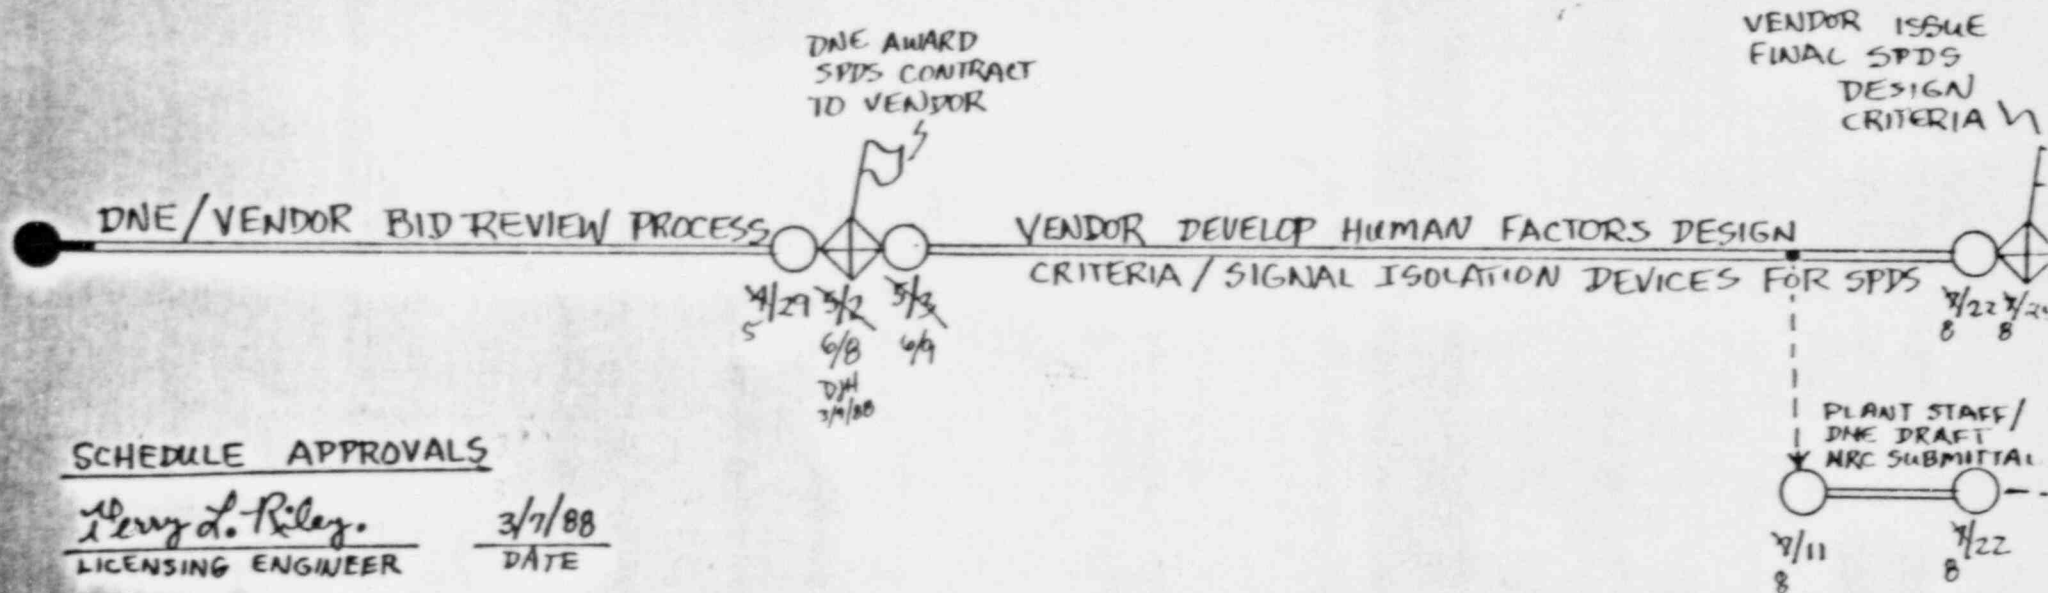 DNE AWARD
SPDS CONTRACT
TO VENDOR
VENDOR ISSUE
FINAL SPDS
DESIGN
CRITERIA
DNE/VENDOR BID REVIEW PROCESS
VENDOR DEVELOP HUMAN FACTORS DESIGN
CRITERIA/SIGNAL ISOLATION DEVICES FOR SPDS
4/29 5/2 5/3
5
6/8 6/9
DJH
3/9/88
7/22
8 8
PLANT STAFF/
DNE DRAFT
NRC SUBMITTAL
7/11 7/22
8 8
SCHEDULE APPROVALS
L. Riley. 3/7/88
LICENSING ENGINEER DATE